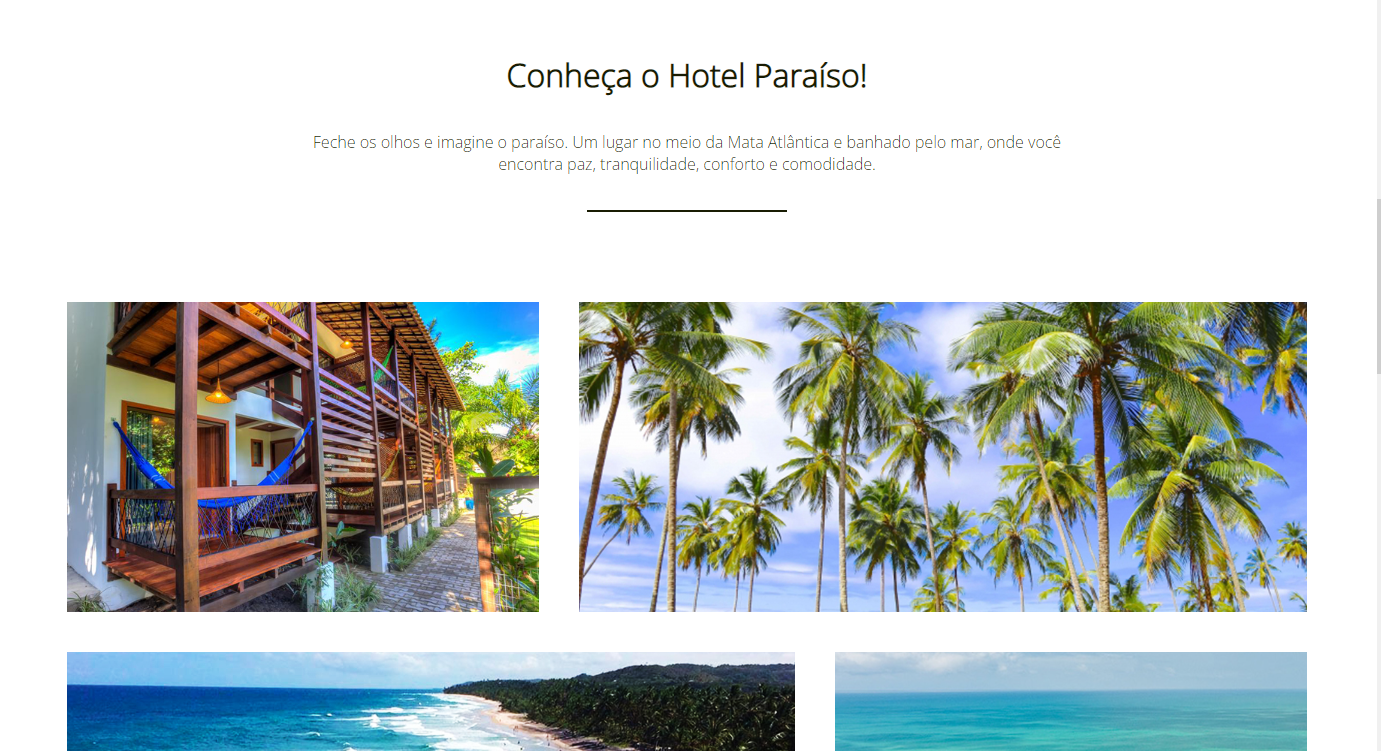 Conheça o Hotel Paraíso!
Feche os olhos e imagine o paraíso. Um lugar no meio da Mata Atlântica e banhado pelo mar, onde você
encontra paz, tranquilidade, conforto e comodidade.